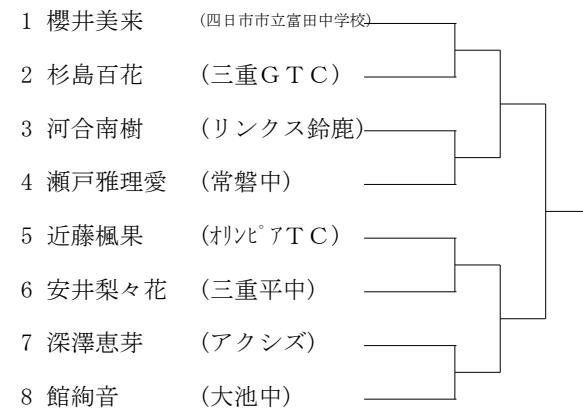 1 櫻井美来 (四日市市立富田中学校)
2 杉島百花 (三重GTC)
3 河合南樹 (リンクス鈴鹿)
4 瀬戸雅理愛 (常磐中)
5 近藤楓果 (ｵﾘﾝﾋﾟｱTC)
6 安井梨々花 (三重平中)
7 深澤恵芽 (アクシズ)
8 館絢音 (大池中)